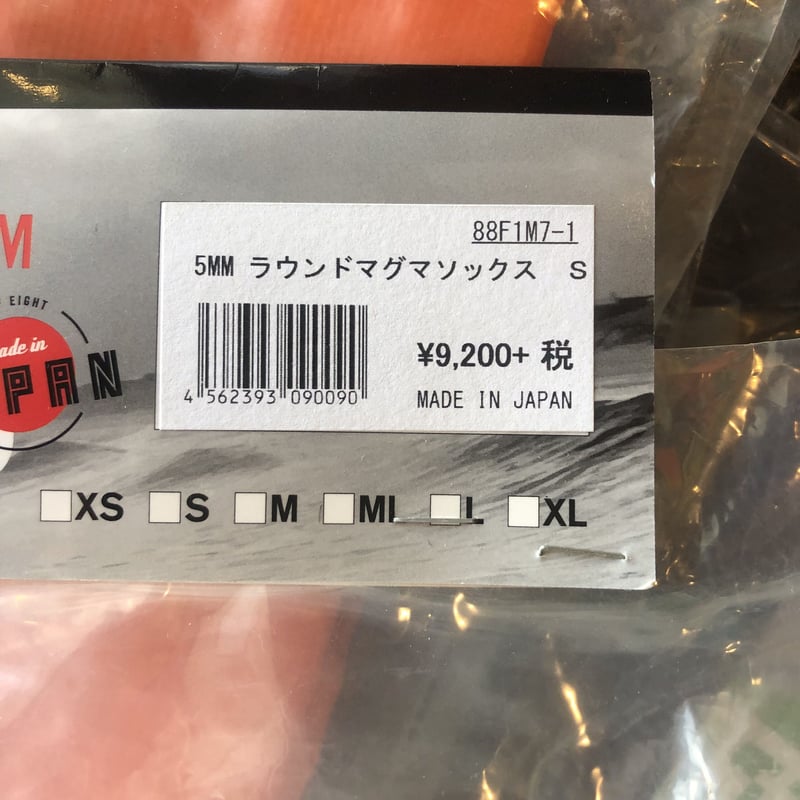 M
EIGHT
ade in
PAN
88F1M7-1
5MM ラウンドマグマソックス S
4 562393 090090
¥9,200+ 税
MADE IN JAPAN
XS S M ML L XL